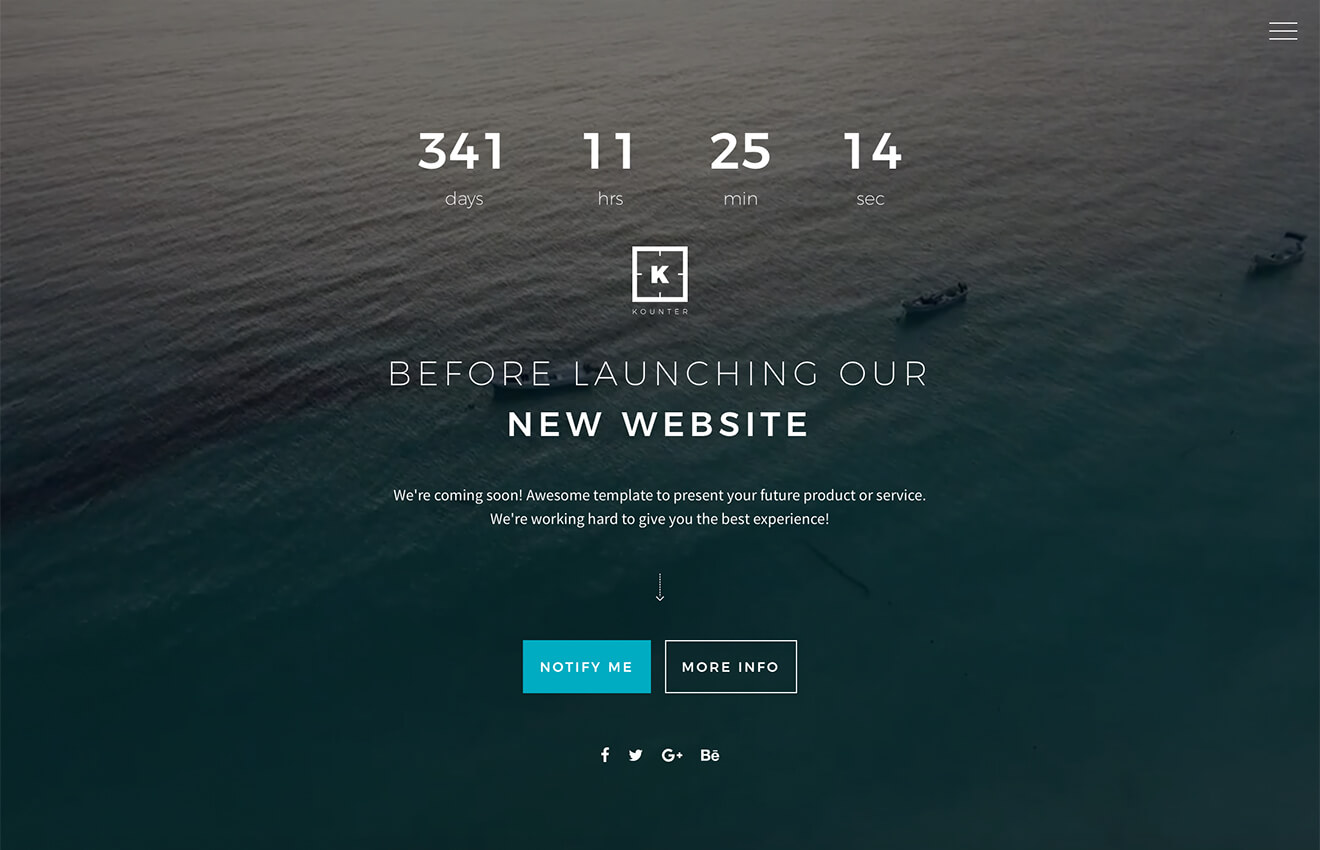 341 11 25 14
days hrs min sec
K
KOUNTER
BEFORE LAUNCHING OUR
NEW WEBSITE
We're coming soon! Awesome template to present your future product or service.
We're working hard to give you the best experience!
NOTIFY ME MORE INFO
f G+ Bē